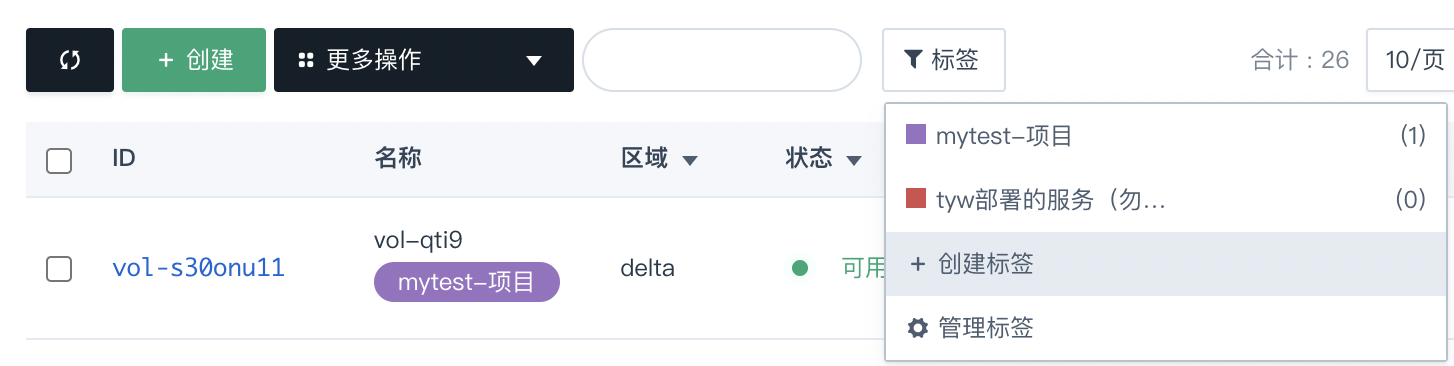 + 创建
更多操作
标签
合计：26
10/页
mytest-项目 (1)
tyw部署的服务（勿... (0)
+ 创建标签
管理标签
ID 名称 区域 状态
vol-s30onu11
vol-qti9
mytest-项目
delta
可用